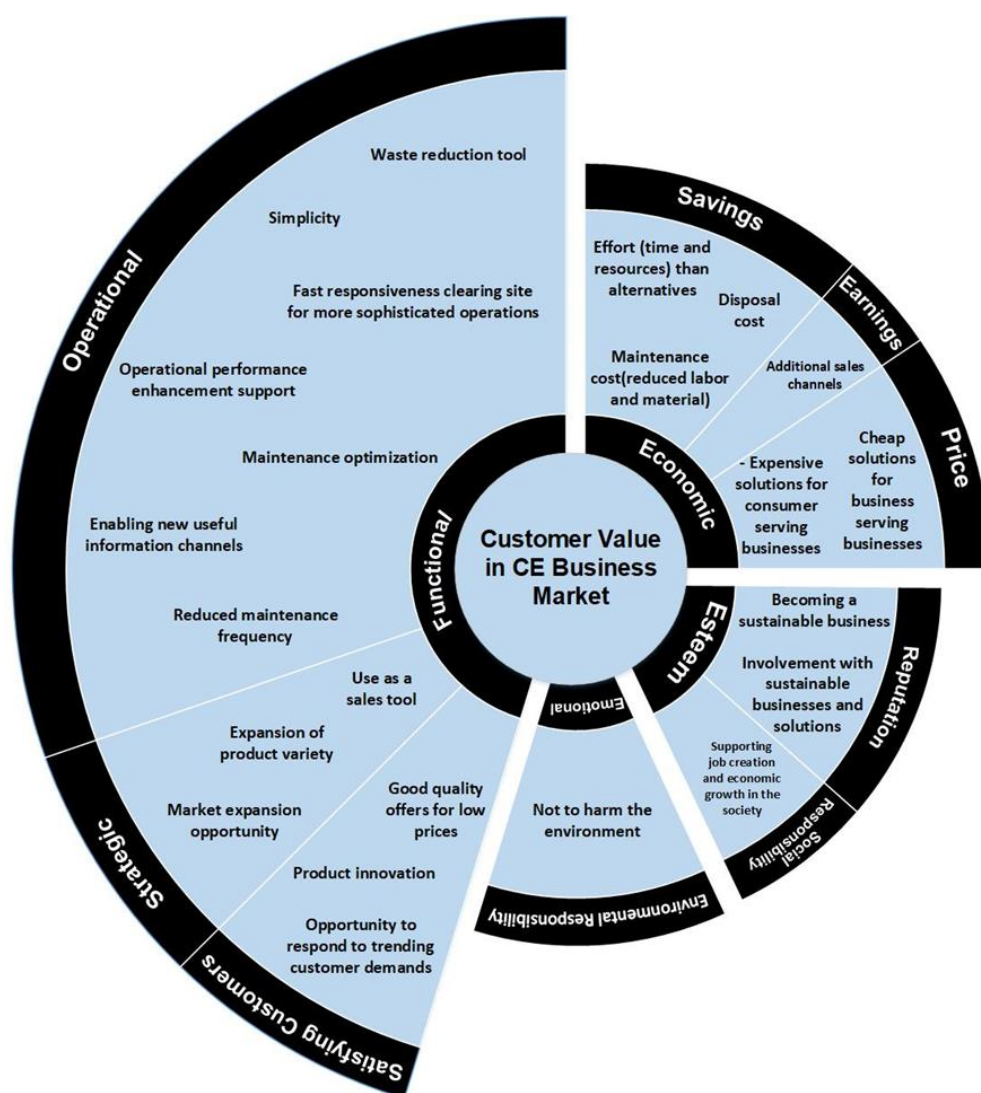 Customer Value
in CE Business
Market
Functional
Operational
Waste reduction tool
Simplicity
Fast responsiveness clearing site
for more sophisticated operations
Operational performance
enhancement support
Maintenance optimization
Enabling new useful
information channels
Reduced maintenance
frequency
Strategic
Use as a
sales tool
Expansion of
product variety
Market expansion
opportunity
Satisfying Customers
Good quality
offers for low
prices
Product innovation
Opportunity to
respond to trending
customer demands
Economic
Savings
Effort (time and
resources) than
alternatives
Disposal
cost
Maintenance
cost(reduced labor
and material)
Earnings
Additional sales
channels
Price
- Expensive
solutions for
consumer
serving
businesses
Cheap
solutions
for
business
serving
businesses
Esteem
Reputation
Becoming a
sustainable business
Involvement with
sustainable
businesses and
solutions
Social
Responsibility
Supporting
job creation
and economic
growth in the
society
Emotional
Not to harm the
environment
Environmental Responsibility